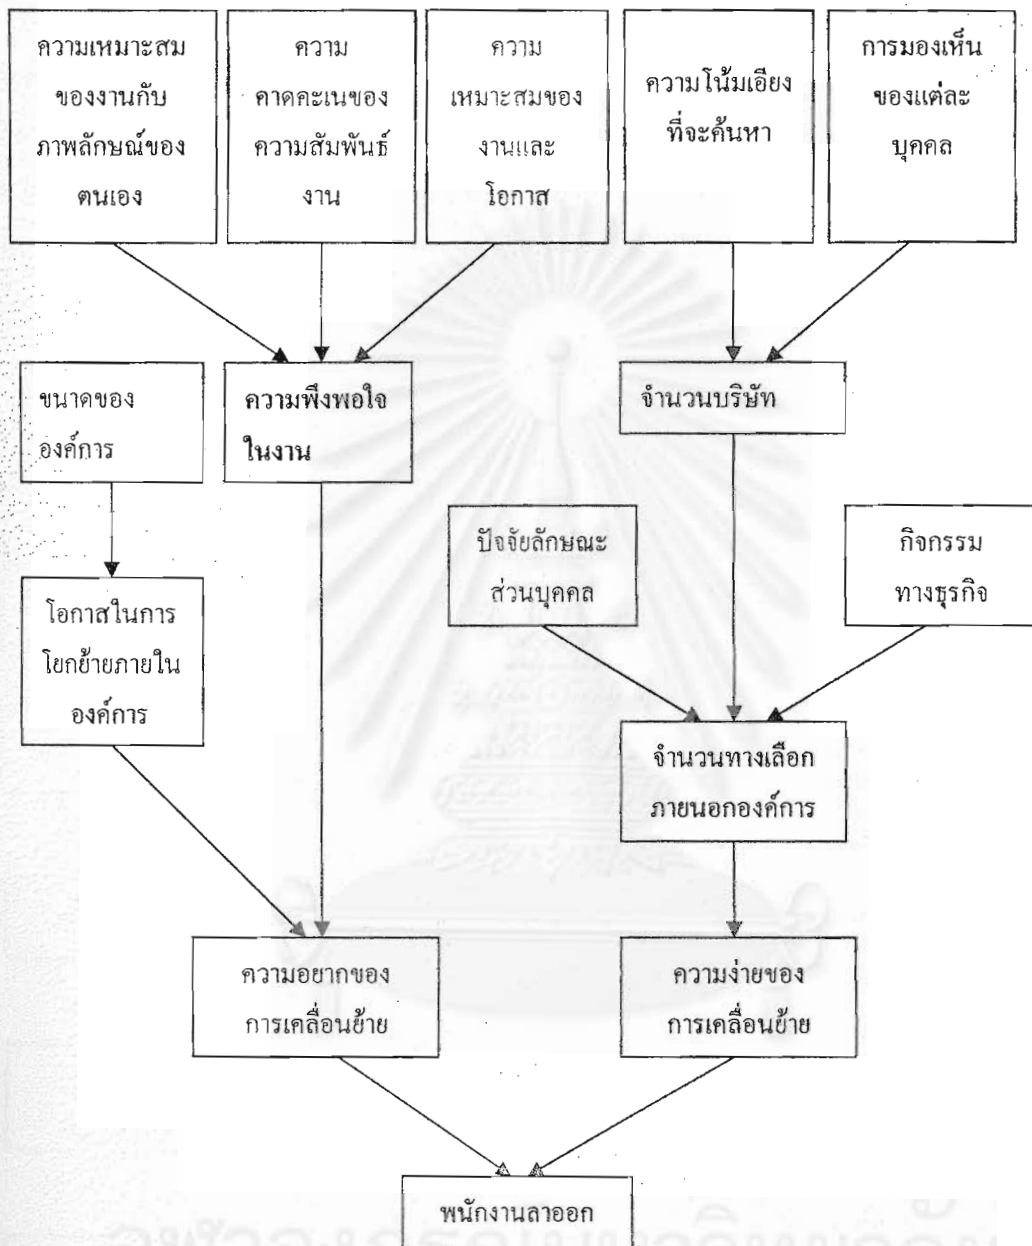 ความเหมาะสม
ของงานกับ
ภาพลักษณ์ของ
ตนเอง
ความ
คาดคะเนของ
ความสัมพันธ์
งาน
ความ
เหมาะสมของ
งานและ
โอกาส
ความโน้มเอียง
ที่จะค้นหา
การมองเห็น
ของแต่ละ
บุคคล
ขนาดของ
องค์การ
ความพึงพอใจ
ในงาน
จำนวนบริษัท
ปัจจัยลักษณะ
ส่วนบุคคล
กิจกรรม
ทางธุรกิจ
โอกาสในการ
โยกย้ายภายใน
องค์การ
จำนวนทางเลือก
ภายนอกองค์การ
ความอยากของ
การเคลื่อนย้าย
ความง่ายของ
การเคลื่อนย้าย
พนักงานลาออก